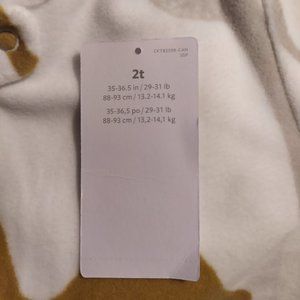 2t
35-36.5 in / 29-31 lb
88-93 cm / 13.2-14.1 kg
35-36,5 po / 29-31 lb
88-93 cm / 13,2-14,1 kg